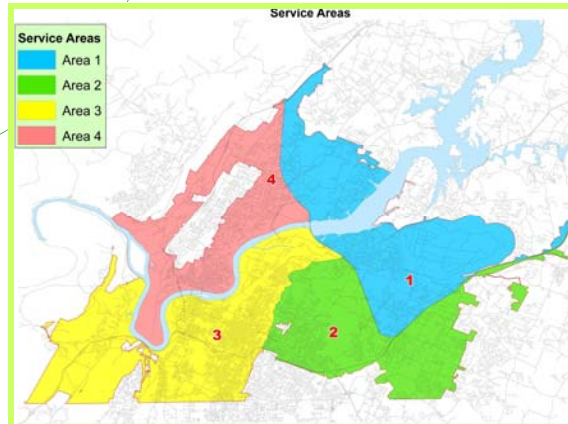 Service Areas
Service Areas
Area 1
Area 2
Area 3
Area 4
4
1
2
3